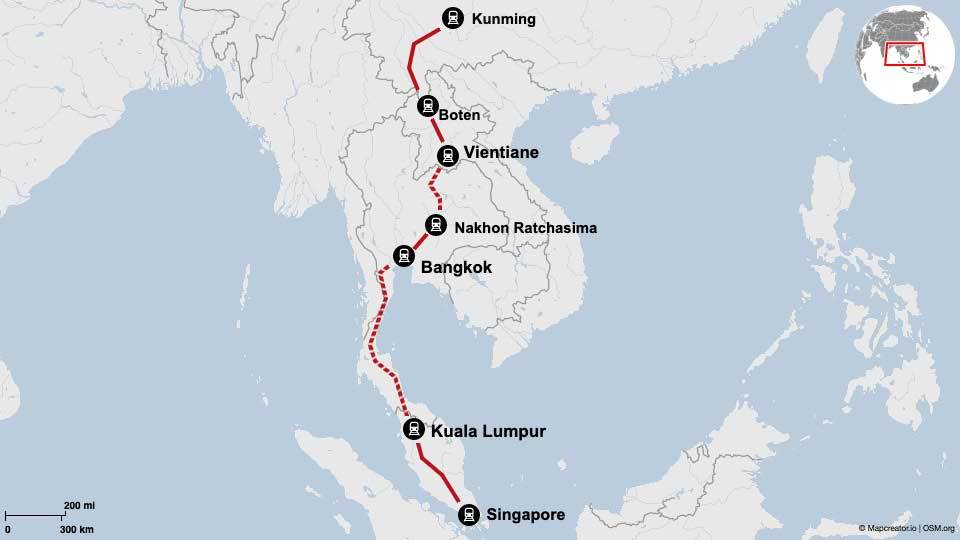 Kunming
Boten
Vientiane
Nakhon Ratchasima
Bangkok
Kuala Lumpur
Singapore
200 mi
0 300 km
© Mapcreator.io | OSM.org